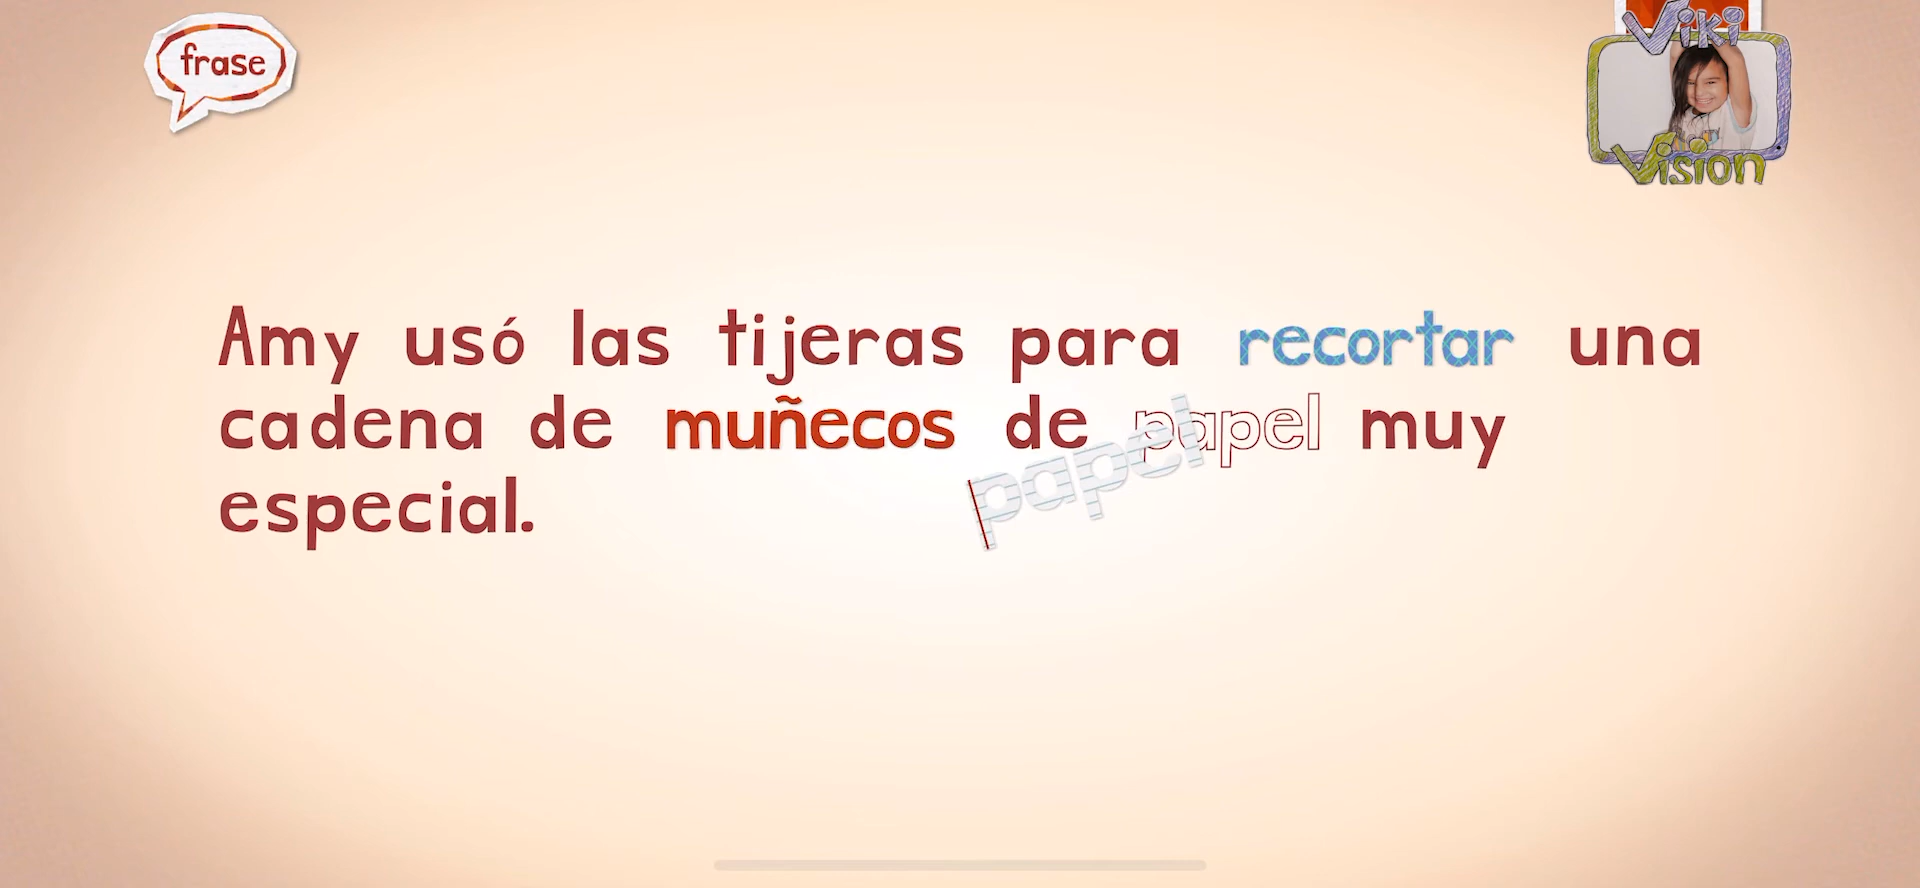 frase
Viki
Vision
Amy usó las tijeras para recortar una
cadena de muñecos de papel muy
papel
especial.